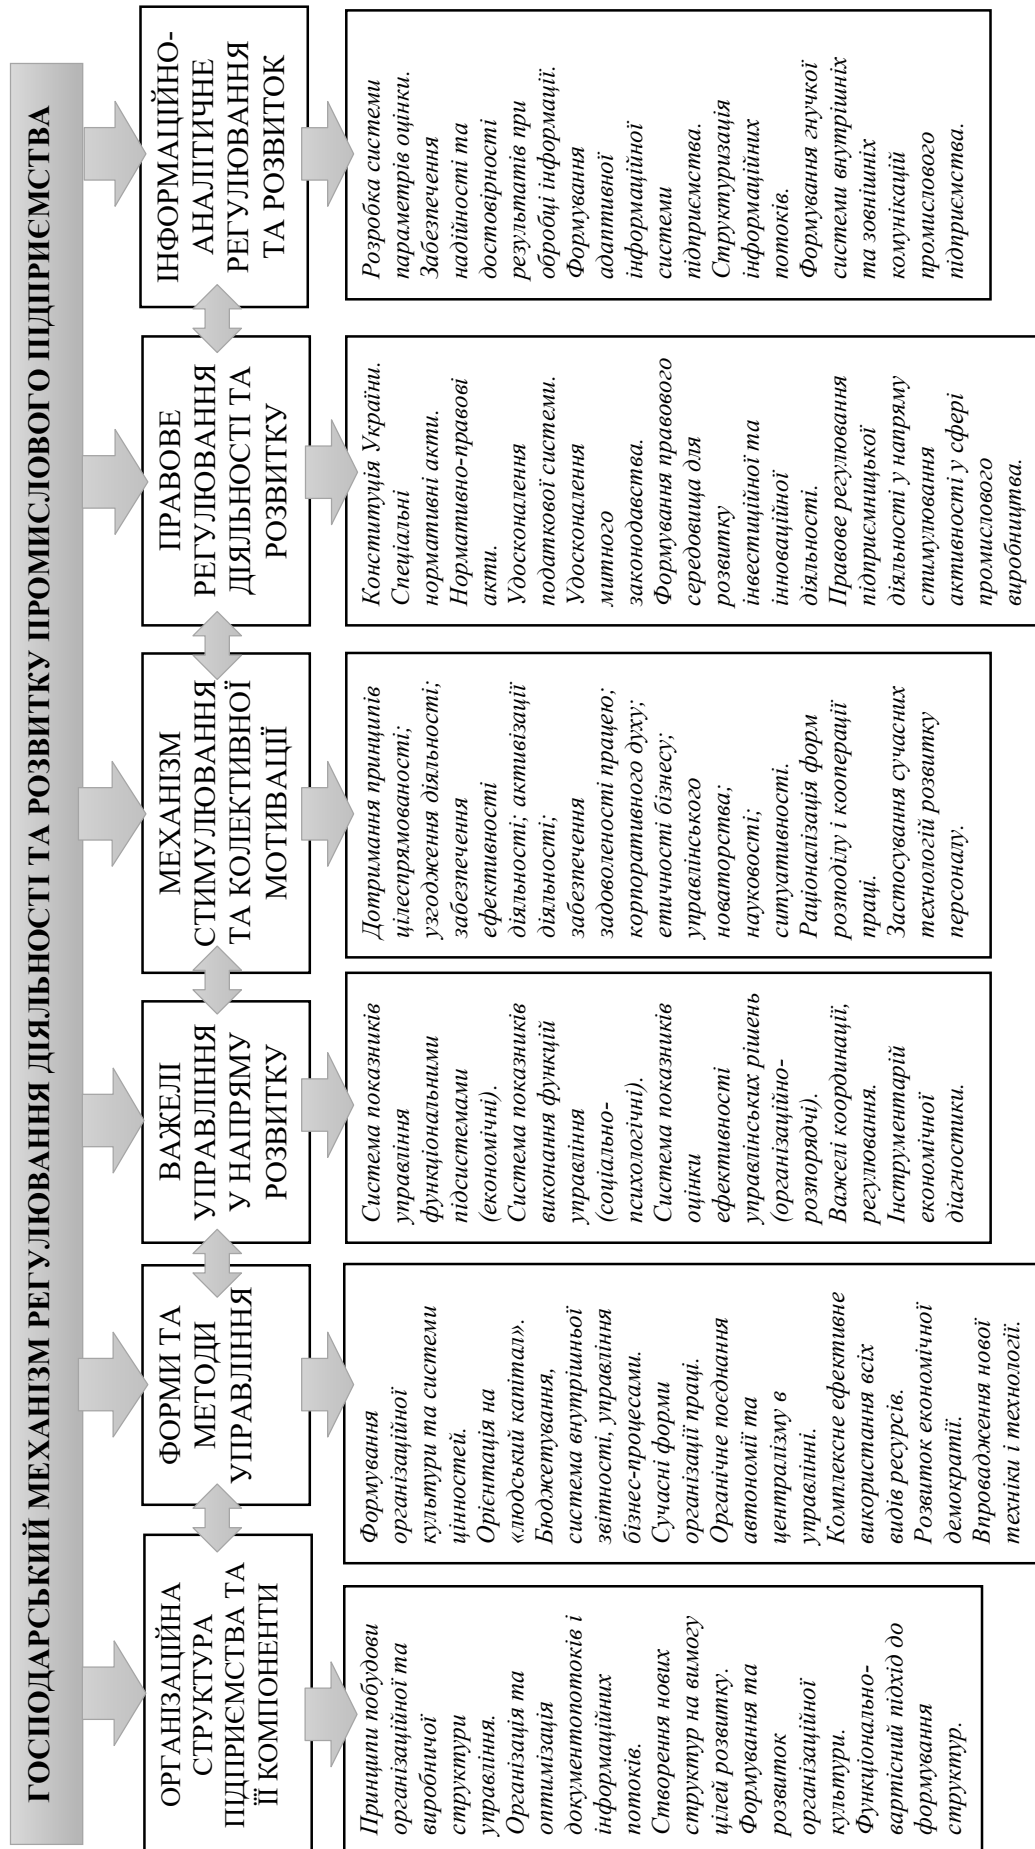 ГОСПОДАРСЬКИЙ МЕХАНІЗМ РЕГУЛЮВАННЯ ДІЯЛЬНОСТІ ТА РОЗВИТКУ ПРОМИСЛОВОГО ПІДПРИЄМСТВА
ОРГАНІЗАЦІЙНА
СТРУКТУРА
ПІДПРИЄМСТВА ТА
ЇЇ КОМПОНЕНТИ
Принципи побудови
організаційної та
виробничої
структури
управління.
Організація та
оптимізація
документопотоків і
інформаційних
потоків.
Створення нових
структур на вимогу
цілей розвитку.
Формування та
розвиток
організаційної
культури.
Функціонально-
вартісний підхід до
формування
структур.
ФОРМИ ТА
МЕТОДИ
УПРАВЛІННЯ
Формування
організаційної
культури та системи
цінностей.
Орієнтація на
«людський капітал».
Бюджетування,
система внутрішньої
звітності, управління
бізнес-процесами.
Сучасні форми
організації праці.
Органічне поєднання
автономії та
централізму в
управлінні.
Комплексне ефективне
використання всіх
видів ресурсів.
Розвиток економічної
демократії.
Впровадження нової
техніки і технології.
ВАЖЕЛІ
УПРАВЛІННЯ
У НАПРЯМУ
РОЗВИТКУ
Система показників
управління
функціональними
підсистемами
(економічні).
Система показників
виконання функцій
управління
(соціально-
психологічні).
Система показників
оцінки
ефективності
управлінських рішень
(організаційно-
розпорядчі).
Важелі координації,
регулювання.
Інструментарій
економічної
діагностики.
МЕХАНІЗМ
СТИМУЛЮВАННЯ
ТА КОЛЕКТИВНОЇ
МОТИВАЦІЇ
Дотримання принципів
цілеспрямованості;
узгодження діяльності;
забезпечення
ефективності
діяльності; активізації
діяльності;
забезпечення
задоволеності працею;
корпоративного духу;
етичності бізнесу;
управлінського
новаторства;
науковості;
ситуативності.
Раціоналізація форм
розподілу і кооперації
праці.
Застосування сучасних
технологій розвитку
персоналу.
ПРАВОВЕ
РЕГУЛЮВАННЯ
ДІЯЛЬНОСТІ ТА
РОЗВИТКУ
Конституція України.
Спеціальні
нормативні акти.
Нормативно-правові
акти.
Удосконалення
податкової системи.
Удосконалення
митного
законодавства.
Формування правового
середовища для
розвитку
інвестиційної та
інноваційної
діяльності.
Правове регулювання
підприємницької
діяльності у напряму
стимулювання
активності у сфері
промислового
виробництва.
ІНФОРМАЦІЙНО-
АНАЛІТИЧНЕ
РЕГУЛЮВАННЯ
ТА РОЗВИТОК
Розробка системи
параметрів оцінки.
Забезпечення
надійності та
достовірності
результатів при
обробці інформації.
Формування
адаптивної
інформаційної
системи
підприємства.
Структуризація
інформаційних
потоків.
Формування гнучкої
системи внутрішніх
та зовнішніх
комунікацій
промислового
підприємства.